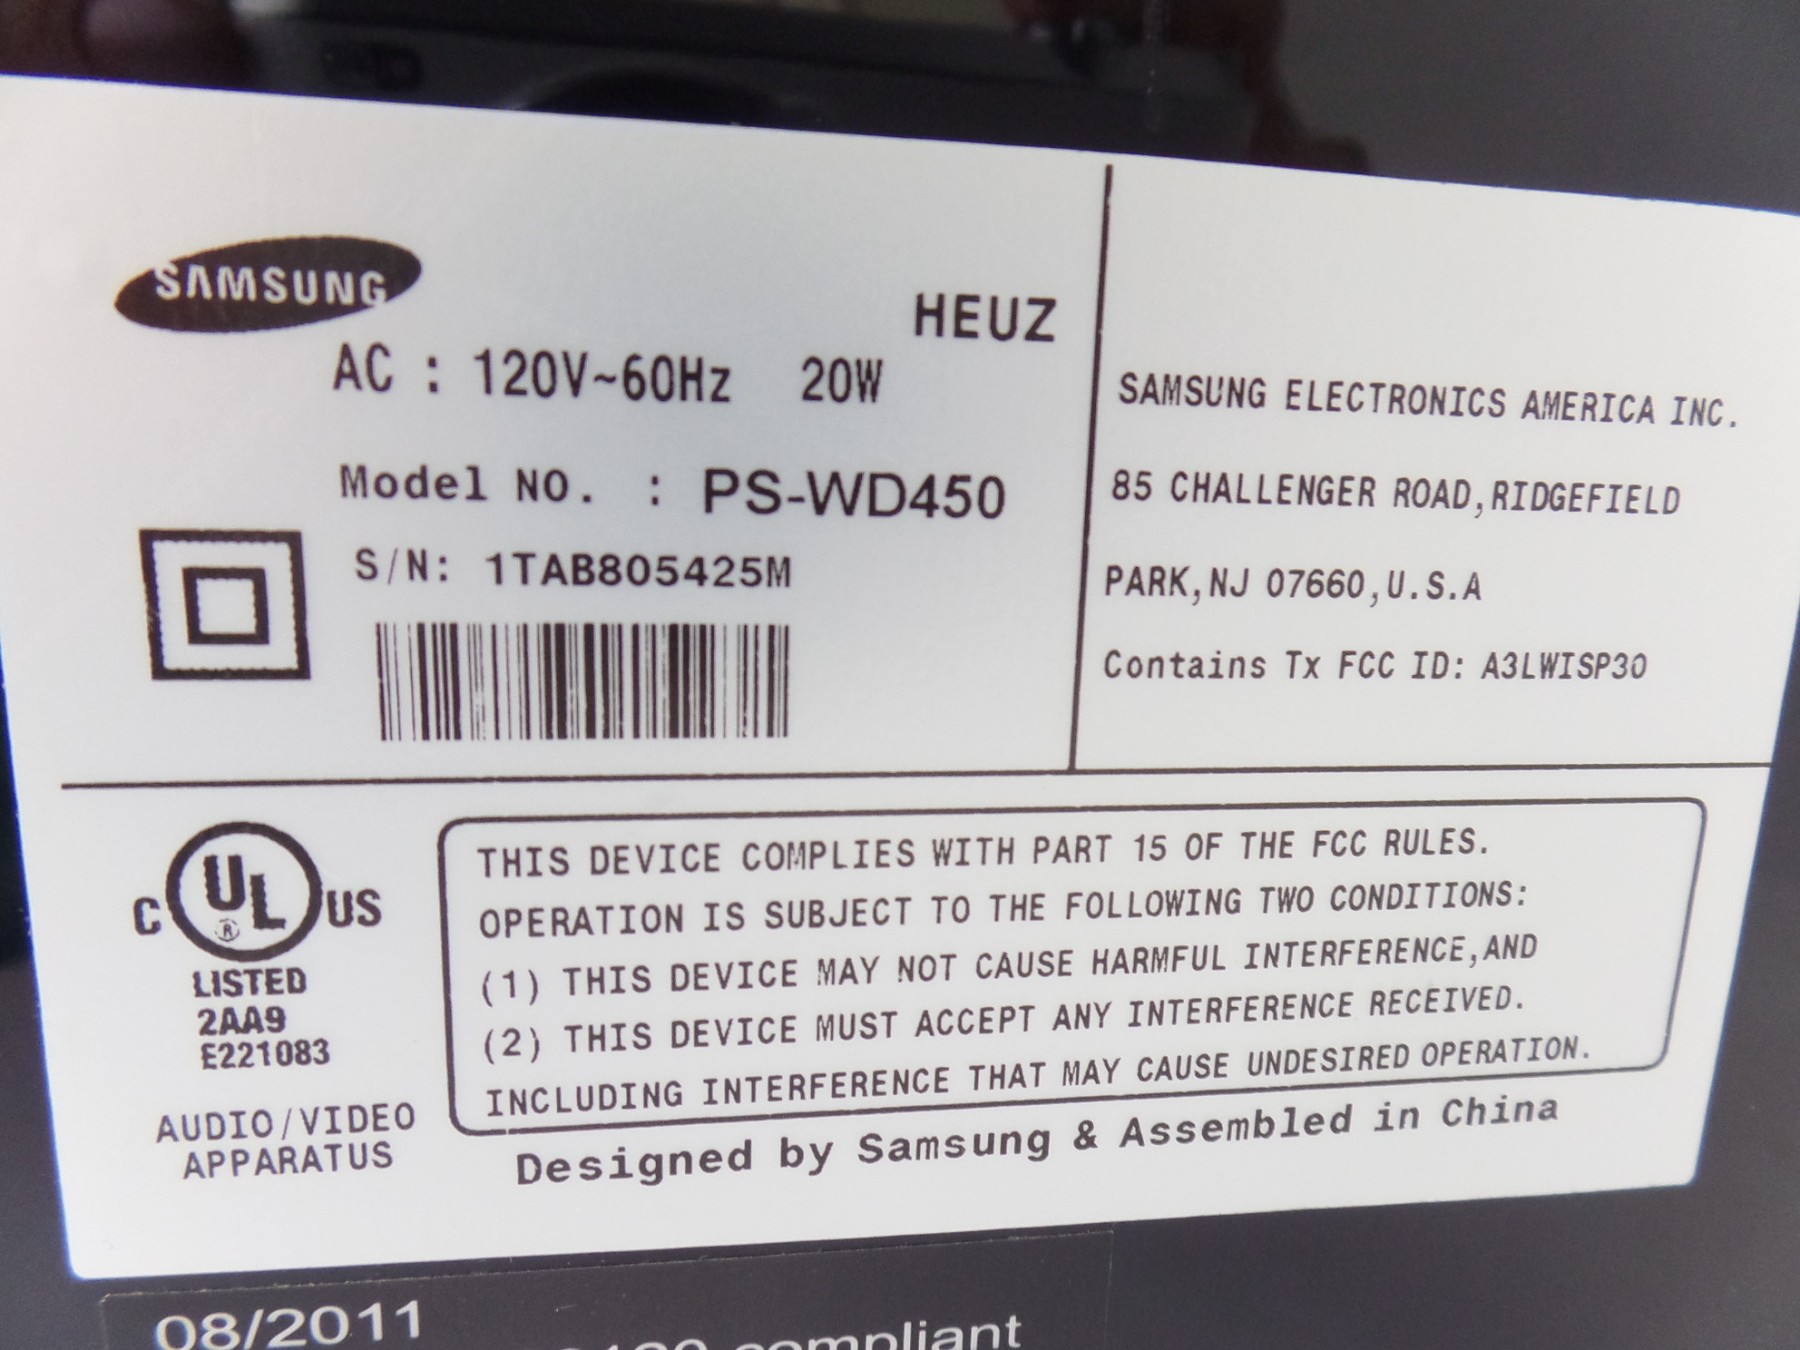 SAMSUNG
HEUZ
AC : 120V~60Hz 20W
Model NO. : PS-WD450
S/N: 1TAB805425M
SAMSUNG ELECTRONICS AMERICA INC.
85 CHALLENGER ROAD,RIDGEFIELD
PARK,NJ 07660,U.S.A
Contains Tx FCC ID: A3LWISP30
C UL ® US
LISTED
2AA9
E221083
AUDIO/VIDEO
APPARATUS
THIS DEVICE COMPLIES WITH PART 15 OF THE FCC RULES.
OPERATION IS SUBJECT TO THE FOLLOWING TWO CONDITIONS:
(1) THIS DEVICE MAY NOT CAUSE HARMFUL INTERFERENCE,AND
(2) THIS DEVICE MUST ACCEPT ANY INTERFERENCE RECEIVED.
INCLUDING INTERFERENCE THAT MAY CAUSE UNDESIRED OPERATION.
Designed by Samsung & Assembled in China
08/2011
compliant